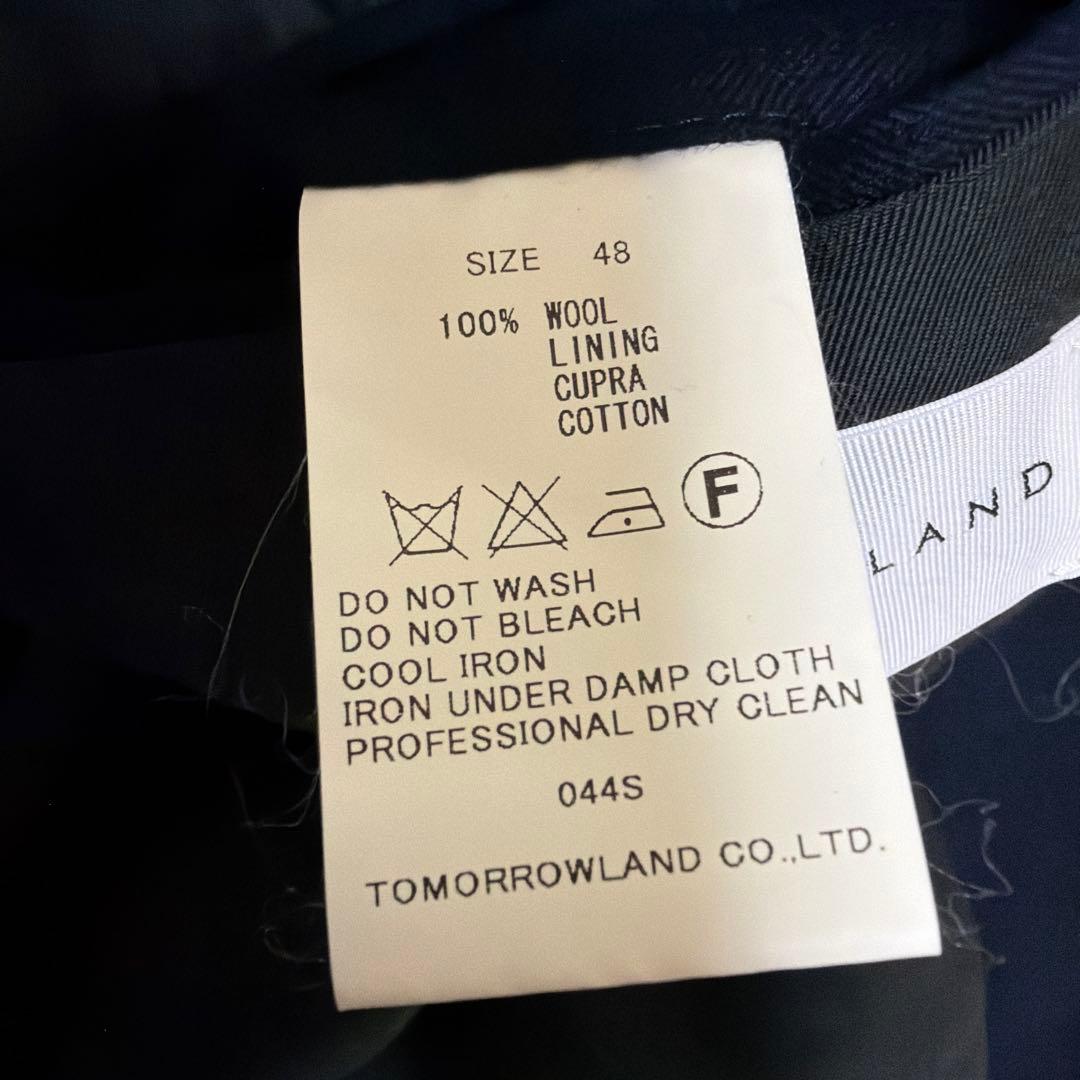 SIZE 48
100% WOOL
LINING
CUPRA
COTTON
F
DO NOT WASH
DO NOT BLEACH
COOL IRON
IRON UNDER DAMP CLOTH
PROFESSIONAL DRY CLEAN
044S
TOMORROWLAND CO.,LTD.
LAND